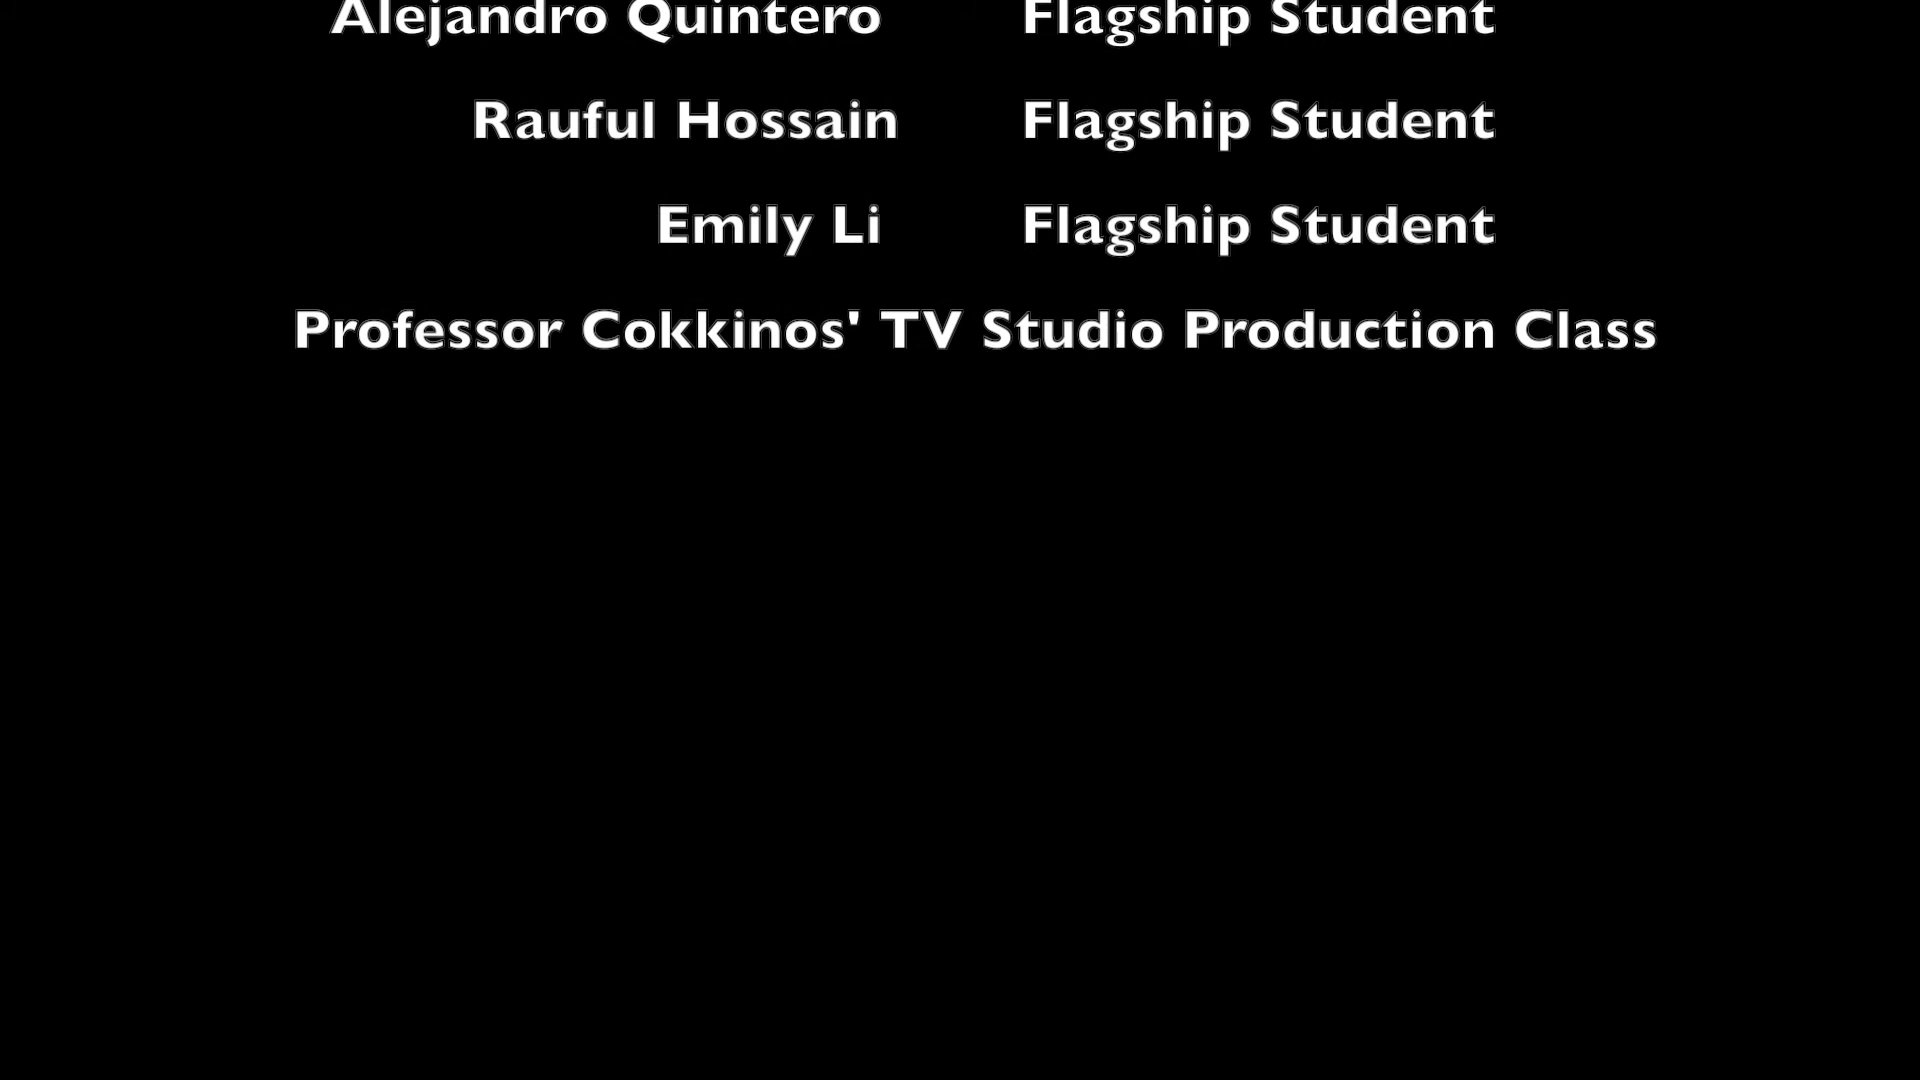 Alejandro Quintero Flagship Student
Rauful Hossain Flagship Student
Emily Li Flagship Student
Professor Cokkinos' TV Studio Production Class